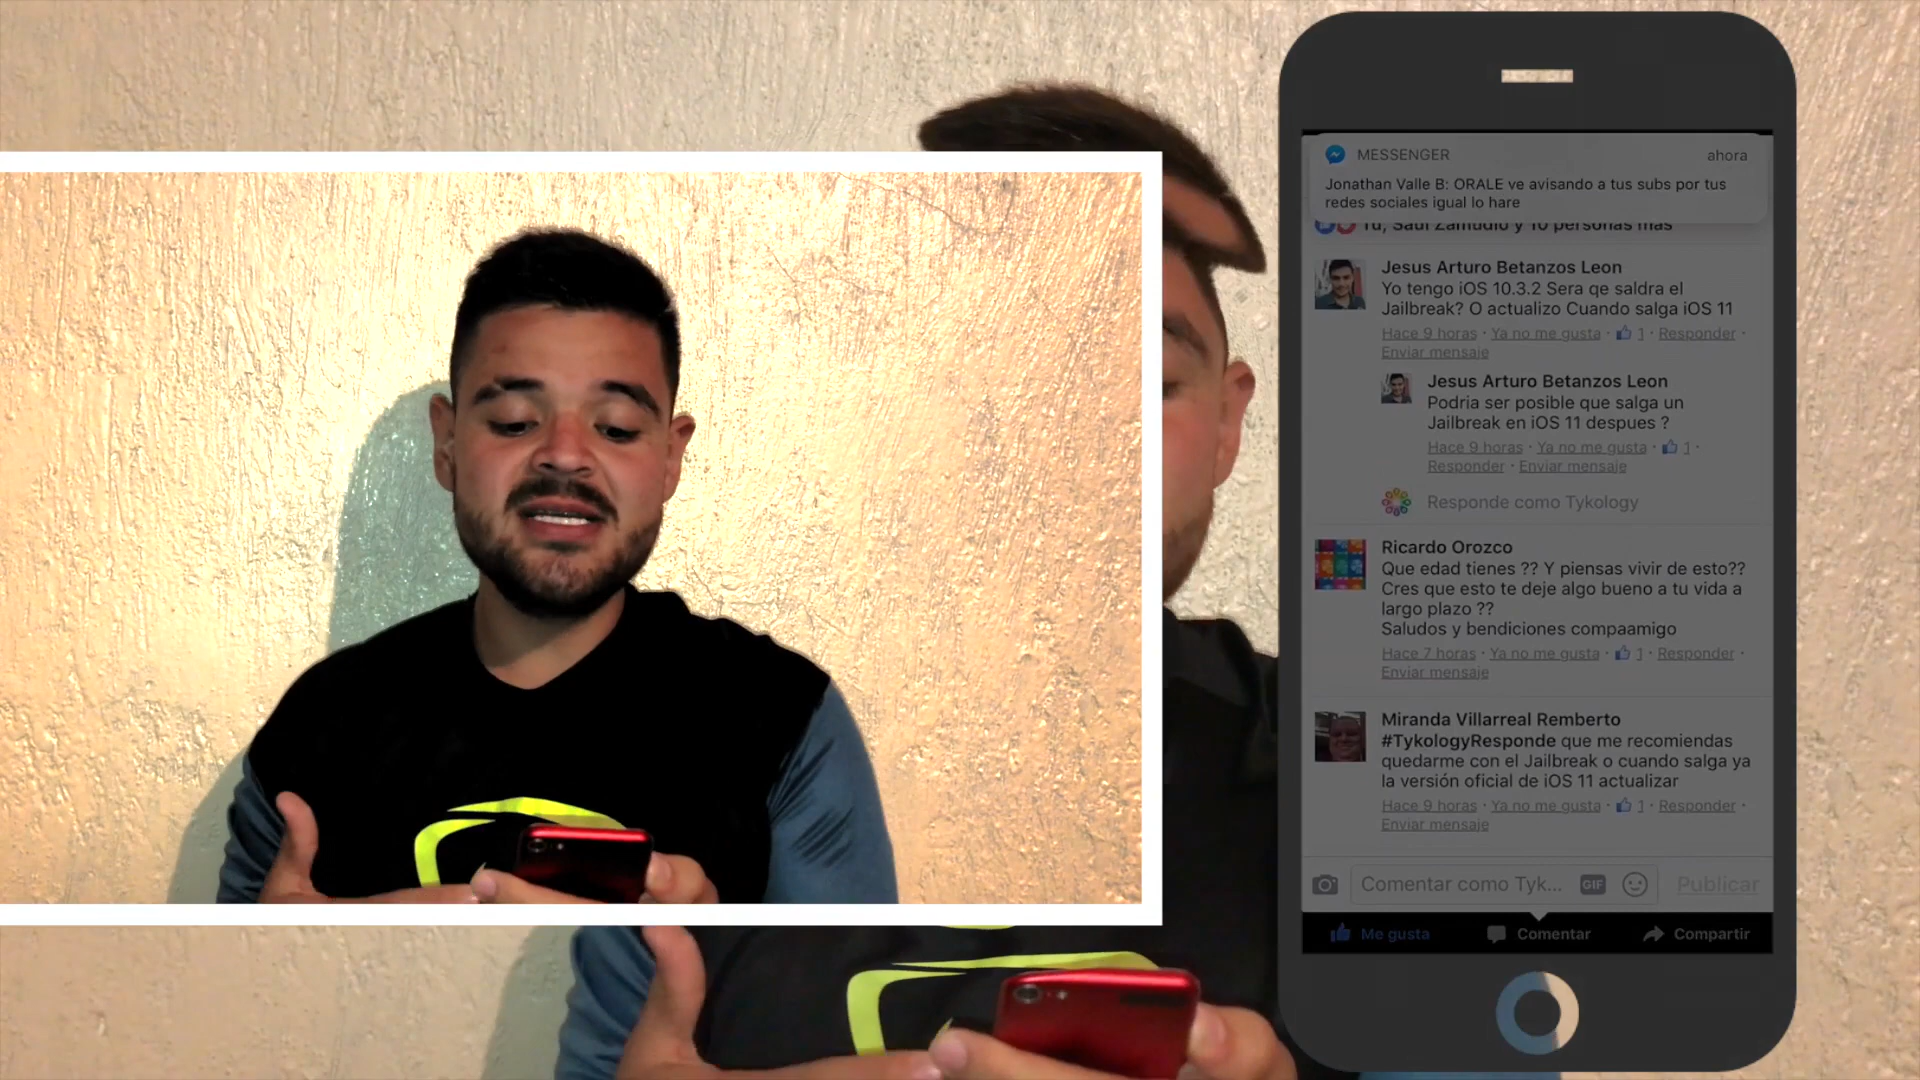 MESSENGER
ahora
Jonathan Valle B: ORALE ve avisando a tus subs por tus
redes sociales igual lo hare
Tú, Saúl Zamudio y 10 personas más
Jesus Arturo Betanzos Leon
Yo tengo iOS 10.3.2 Sera qe saldra el
Jailbreak? O actualizo Cuando salga iOS 11
Hace 9 horas · Ya no me gusta · 1 · Responder ·
Enviar mensaje
Jesus Arturo Betanzos Leon
Podria ser posible que salga un
Jailbreak en iOS 11 despues ?
Hace 9 horas · Ya no me gusta · 1 ·
Responder · Enviar mensaje
Responde como Tykology
Ricardo Orozco
Que edad tienes ?? Y piensas vivir de esto??
Cres que esto te deje algo bueno a tu vida a
largo plazo ??
Saludos y bendiciones compaamigo
Hace 7 horas · Ya no me gusta · 1 · Responder ·
Enviar mensaje
Miranda Villarreal Remberto
#TykologyResponde que me recomiendas
quedarme con el Jailbreak o cuando salga ya
la versión oficial de iOS 11 actualizar
Hace 9 horas · Ya no me gusta · 1 · Responder ·
Enviar mensaje
Comentar como Tyk...
GIF
Publicar
Me gusta
Comentar
Compartir